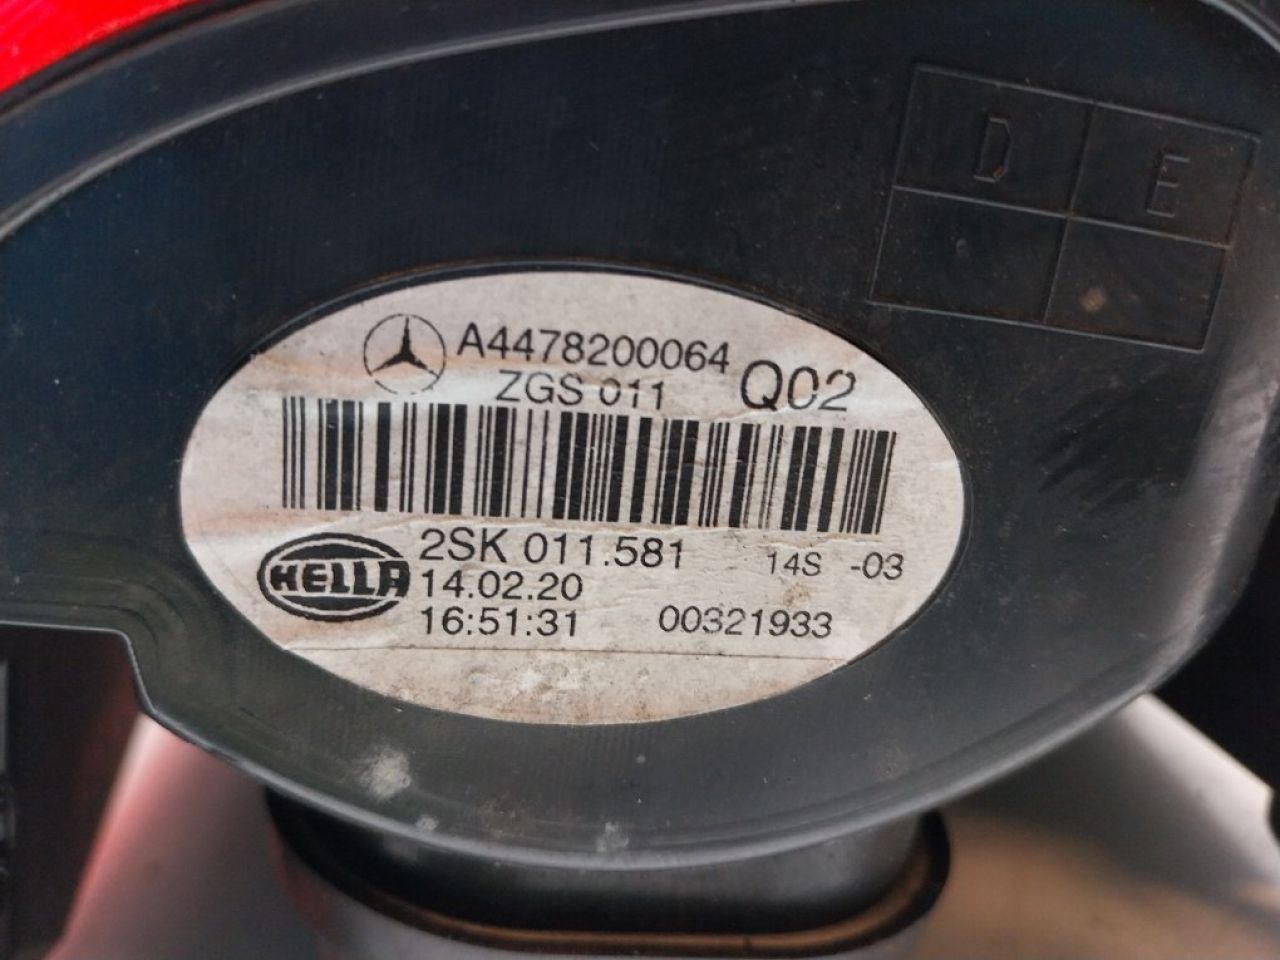 D E
A4478200064
ZGS 011 Q02
HELLA
2SK 011.581 14S -03
14.02.20
16:51:31 00321933